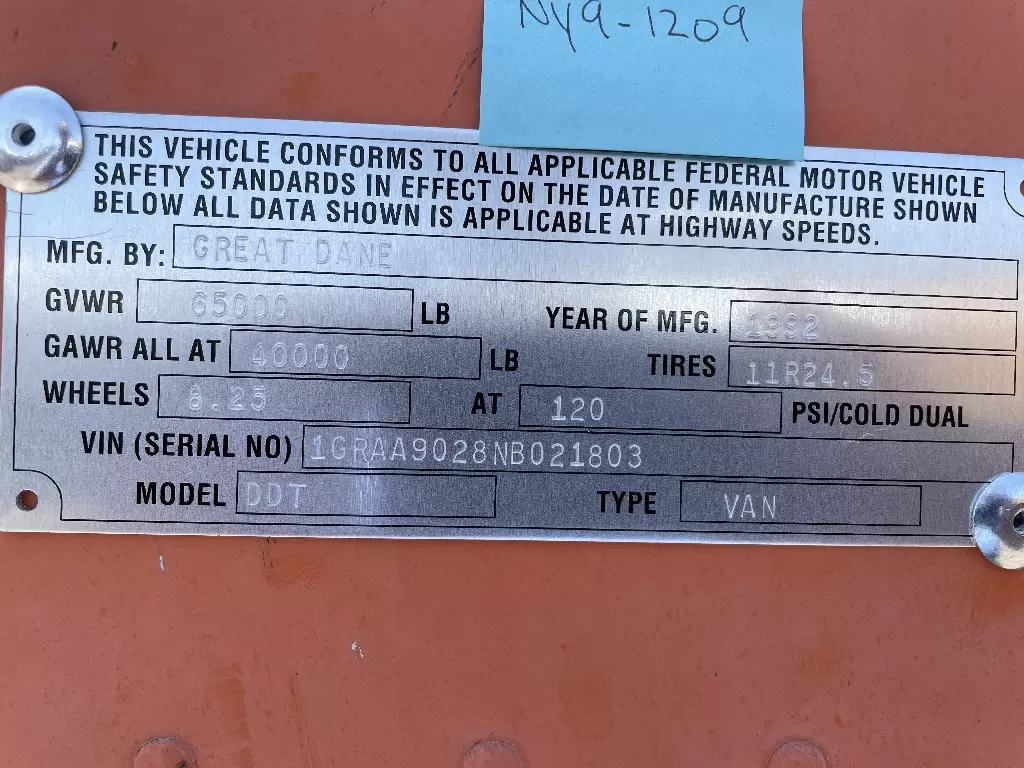 NY9-1209
THIS VEHICLE CONFORMS TO ALL APPLICABLE FEDERAL MOTOR VEHICLE
SAFETY STANDARDS IN EFFECT ON THE DATE OF MANUFACTURE SHOWN
BELOW ALL DATA SHOWN IS APPLICABLE AT HIGHWAY SPEEDS.
MFG. BY: GREAT DANE
GVWR 65000 LB YEAR OF MFG. 1992
GAWR ALL AT 40000 LB TIRES 11R24.5
WHEELS 8.25 AT 120 PSI/COLD DUAL
VIN (SERIAL NO) 1GRAA9028NB021803
MODEL DDT TYPE VAN